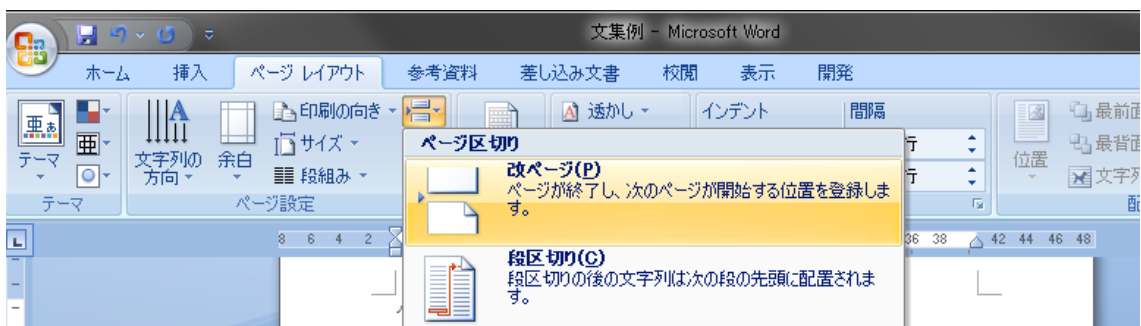 文集例 - Microsoft Word
ホーム 挿入 ページ レイアウト 参考資料 差し込み文書 校閲 表示 開発
亜あ 亜 A 印刷の向き 透かし インデント 間隔 最前面
テーマ 文字列の方向 余白 サイズ ページ区切り 行 位置 最背面
段組み 行 文字列
テーマ ページ設定
改ページ(P)
ページが終了し、次のページが開始する位置を登録しま
す。
8 6 4 2 36 38 42 44 46 48
段区切り(C)
段区切りの後の文字列は次の段の先頭に配置されま
す。